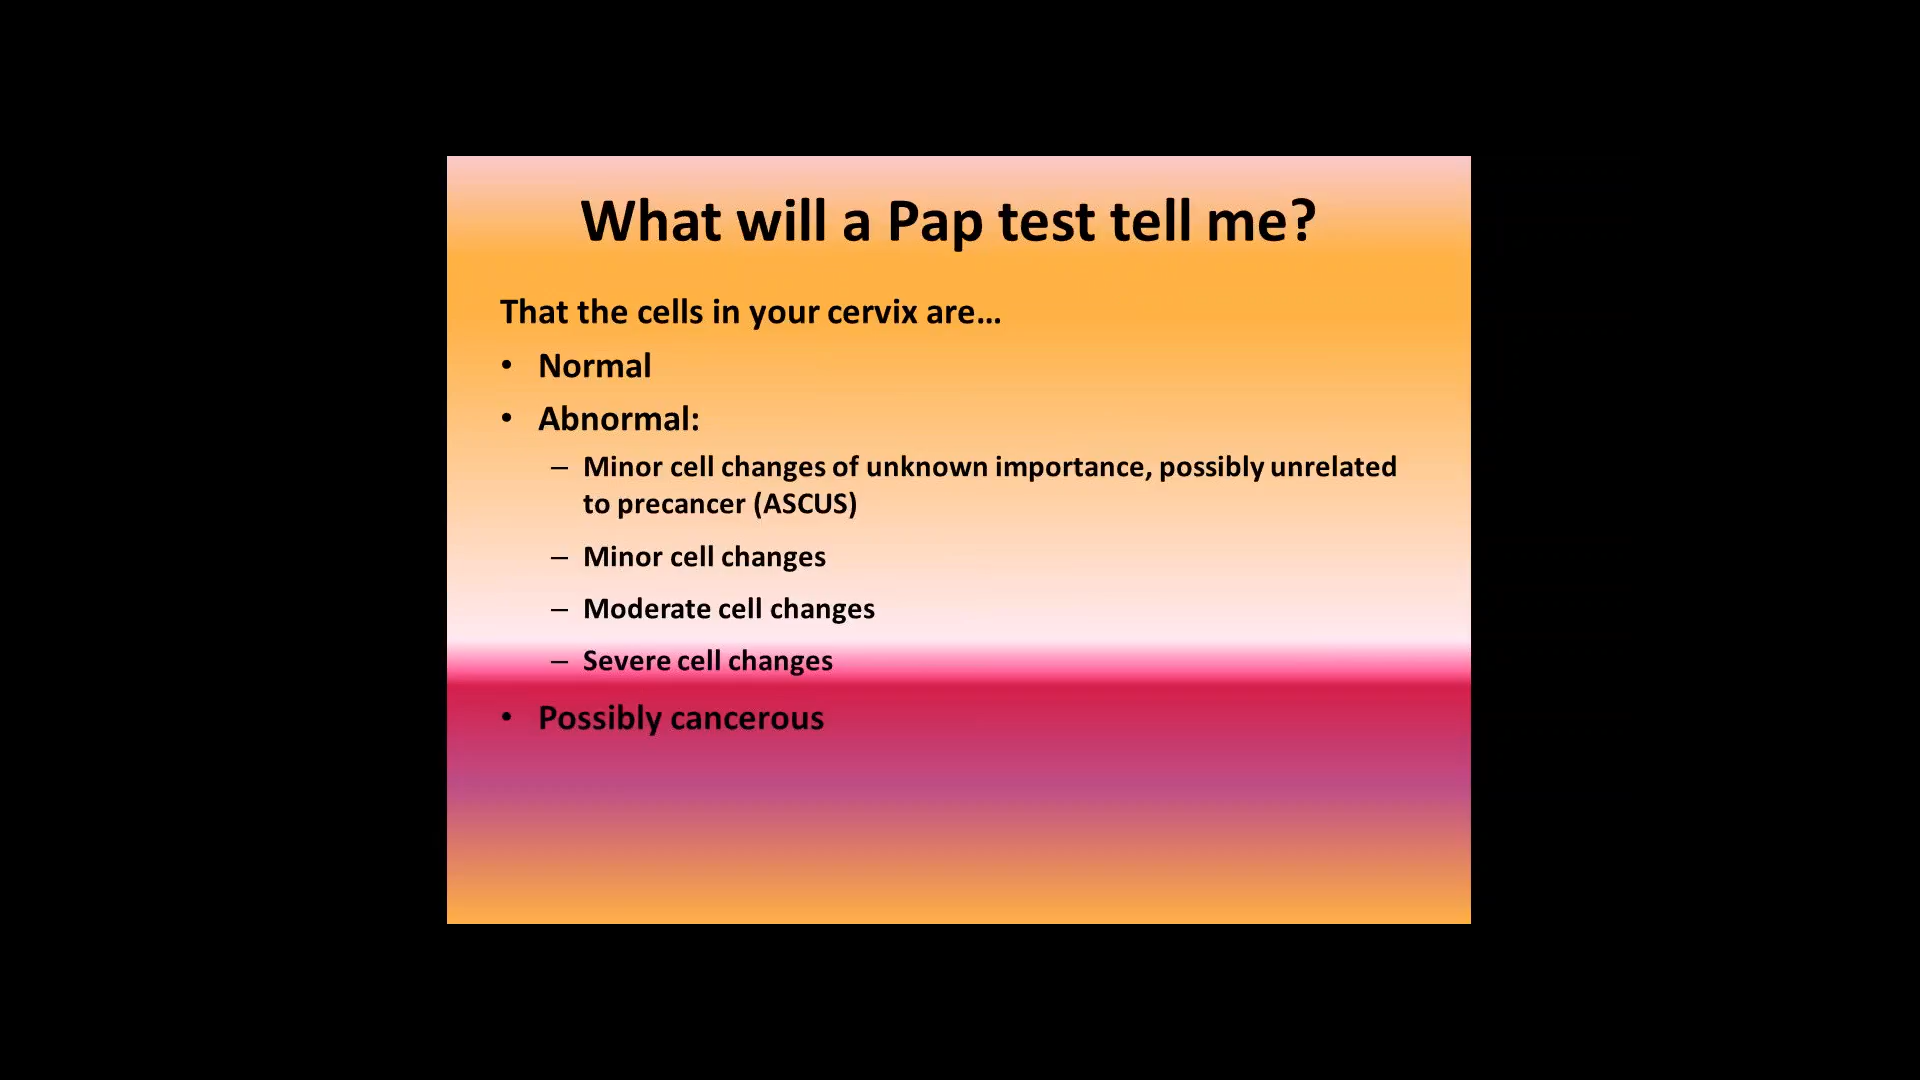 What will a Pap test tell me?
That the cells in your cervix are…
• Normal
• Abnormal:
– Minor cell changes of unknown importance, possibly unrelated
to precancer (ASCUS)
– Minor cell changes
– Moderate cell changes
– Severe cell changes
• Possibly cancerous